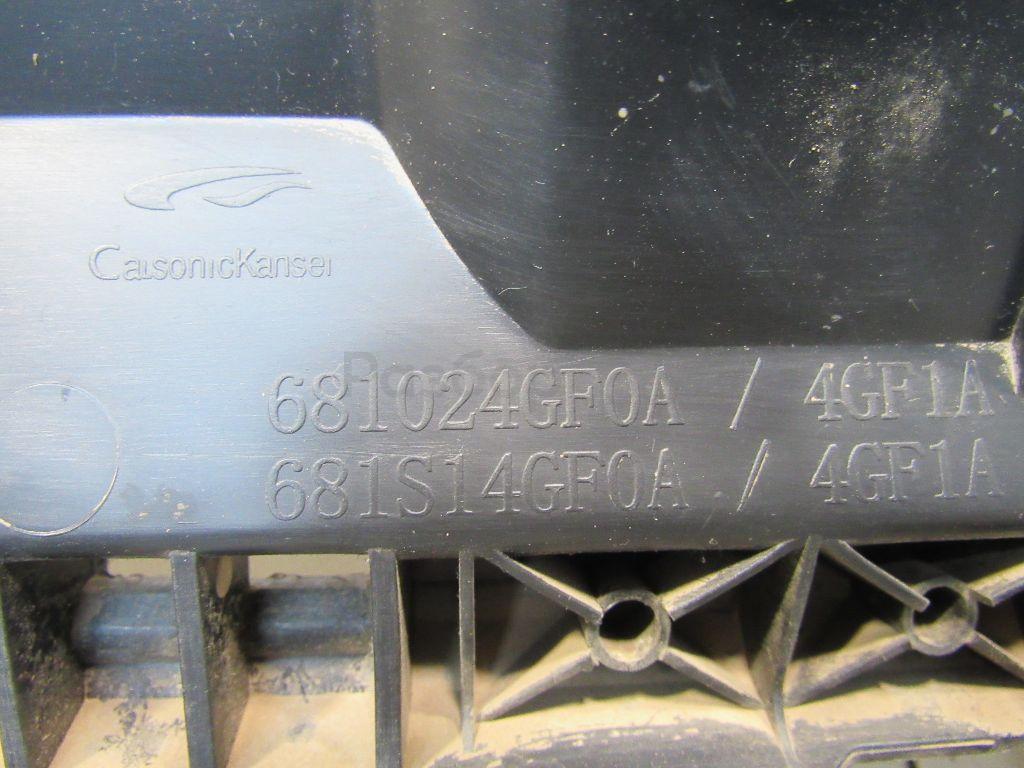 CalsonicKansei
681024GF0A / 4GF1A
681S14GF0A / 4GF1A